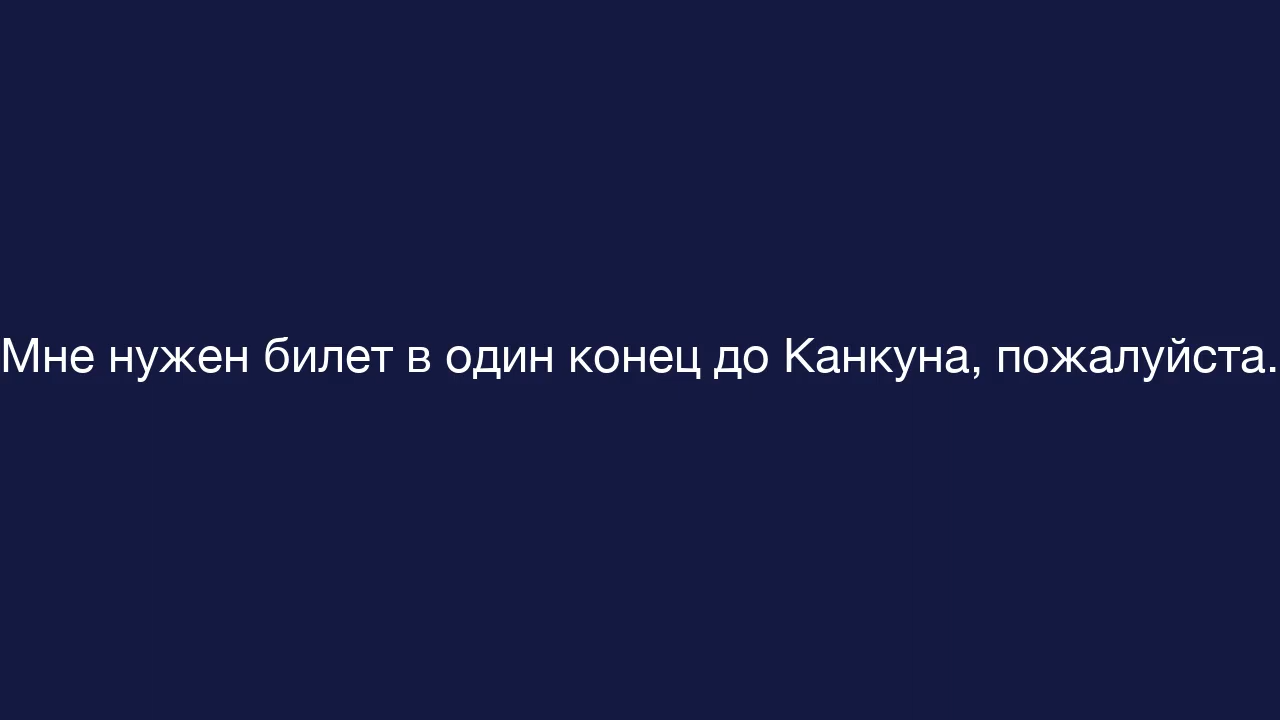 Мне нужен билет в один конец до Канкуна, пожалуйста.